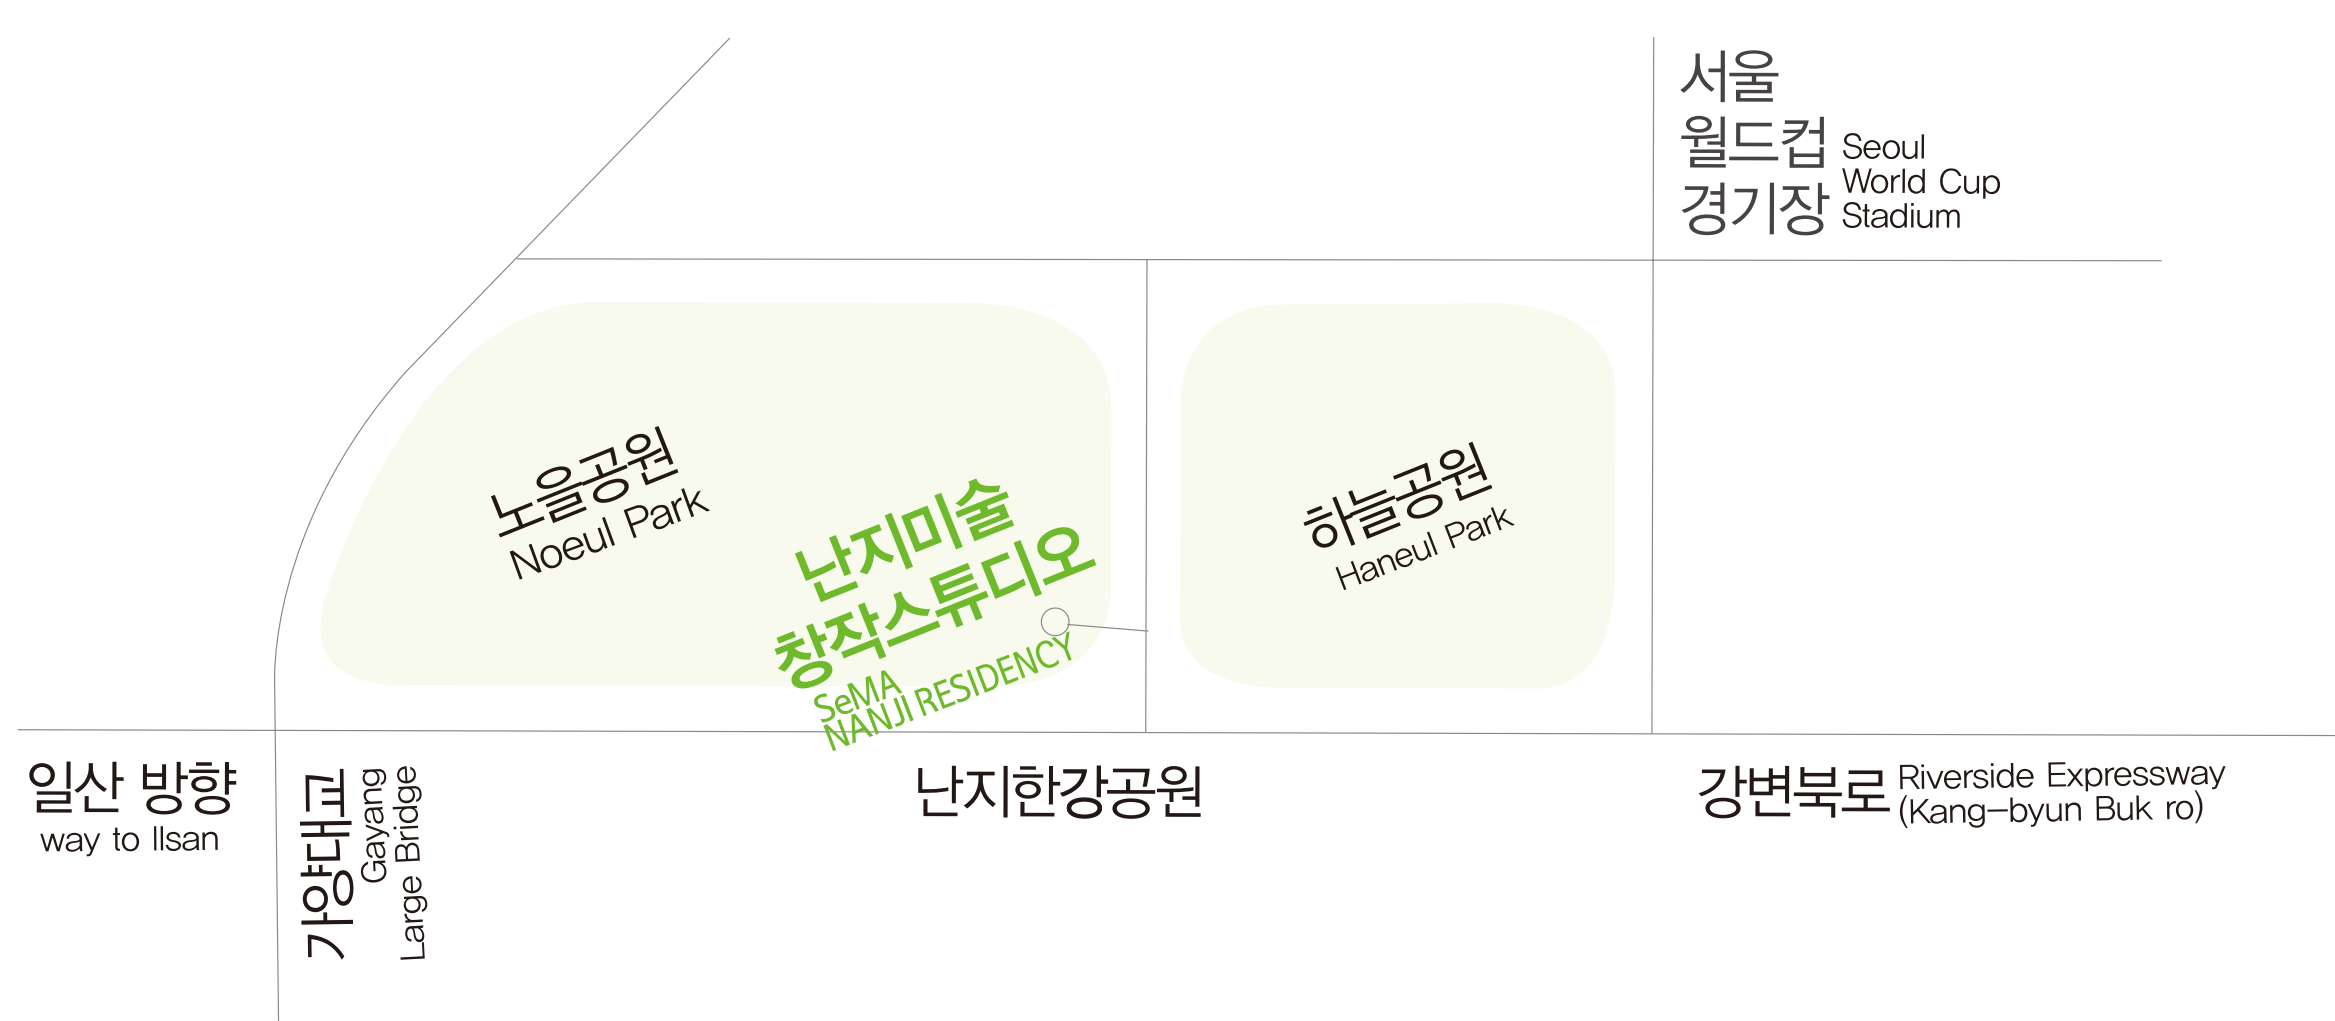 서울
월드컵
경기장
Seoul
World Cup
Stadium
노을공원
Noeul Park
난지미술
창작스튜디오
SeMA
NANJI RESIDENCY
하늘공원
Haneul Park
일산 방향
way to Ilsan
가양대교
Gayang
Large Bridge
난지한강공원
강변북로
Riverside Expressway
(Kang-byun Buk ro)